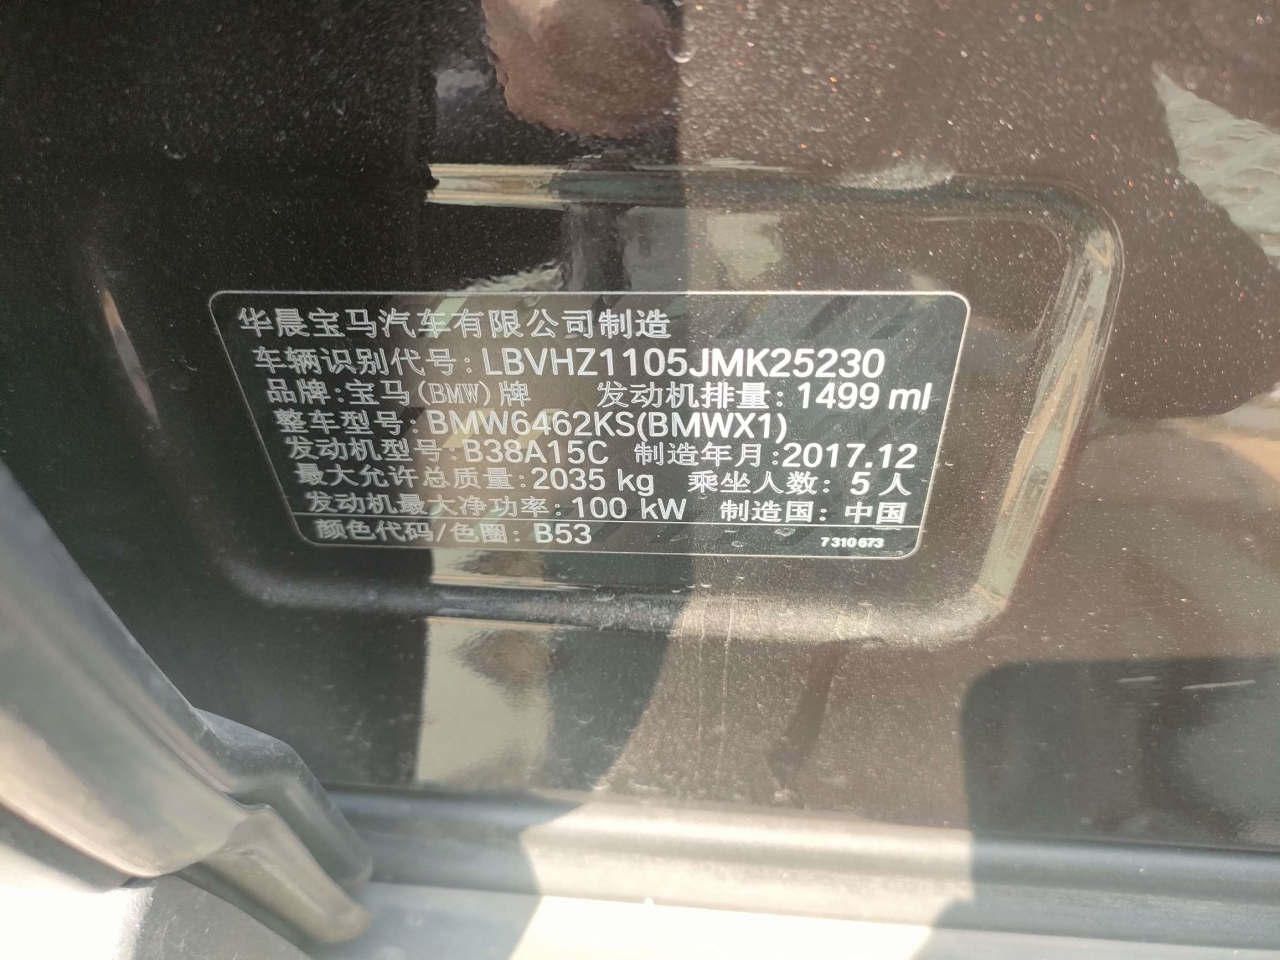 华晨宝马汽车有限公司制造
车辆识别代号: LBVHZ1105JMK25230
品牌:宝马(BMW)牌 发动机排量: 1499 ml
整车型号: BMW6462KS(BMWX1)
发动机型号: B38A15C 制造年月:2017.12
最大允许总质量: 2035 kg 乘坐人数: 5人
发动机最大净功率: 100 kW 制造国: 中国
颜色代码/色圈: B53 7 310 673